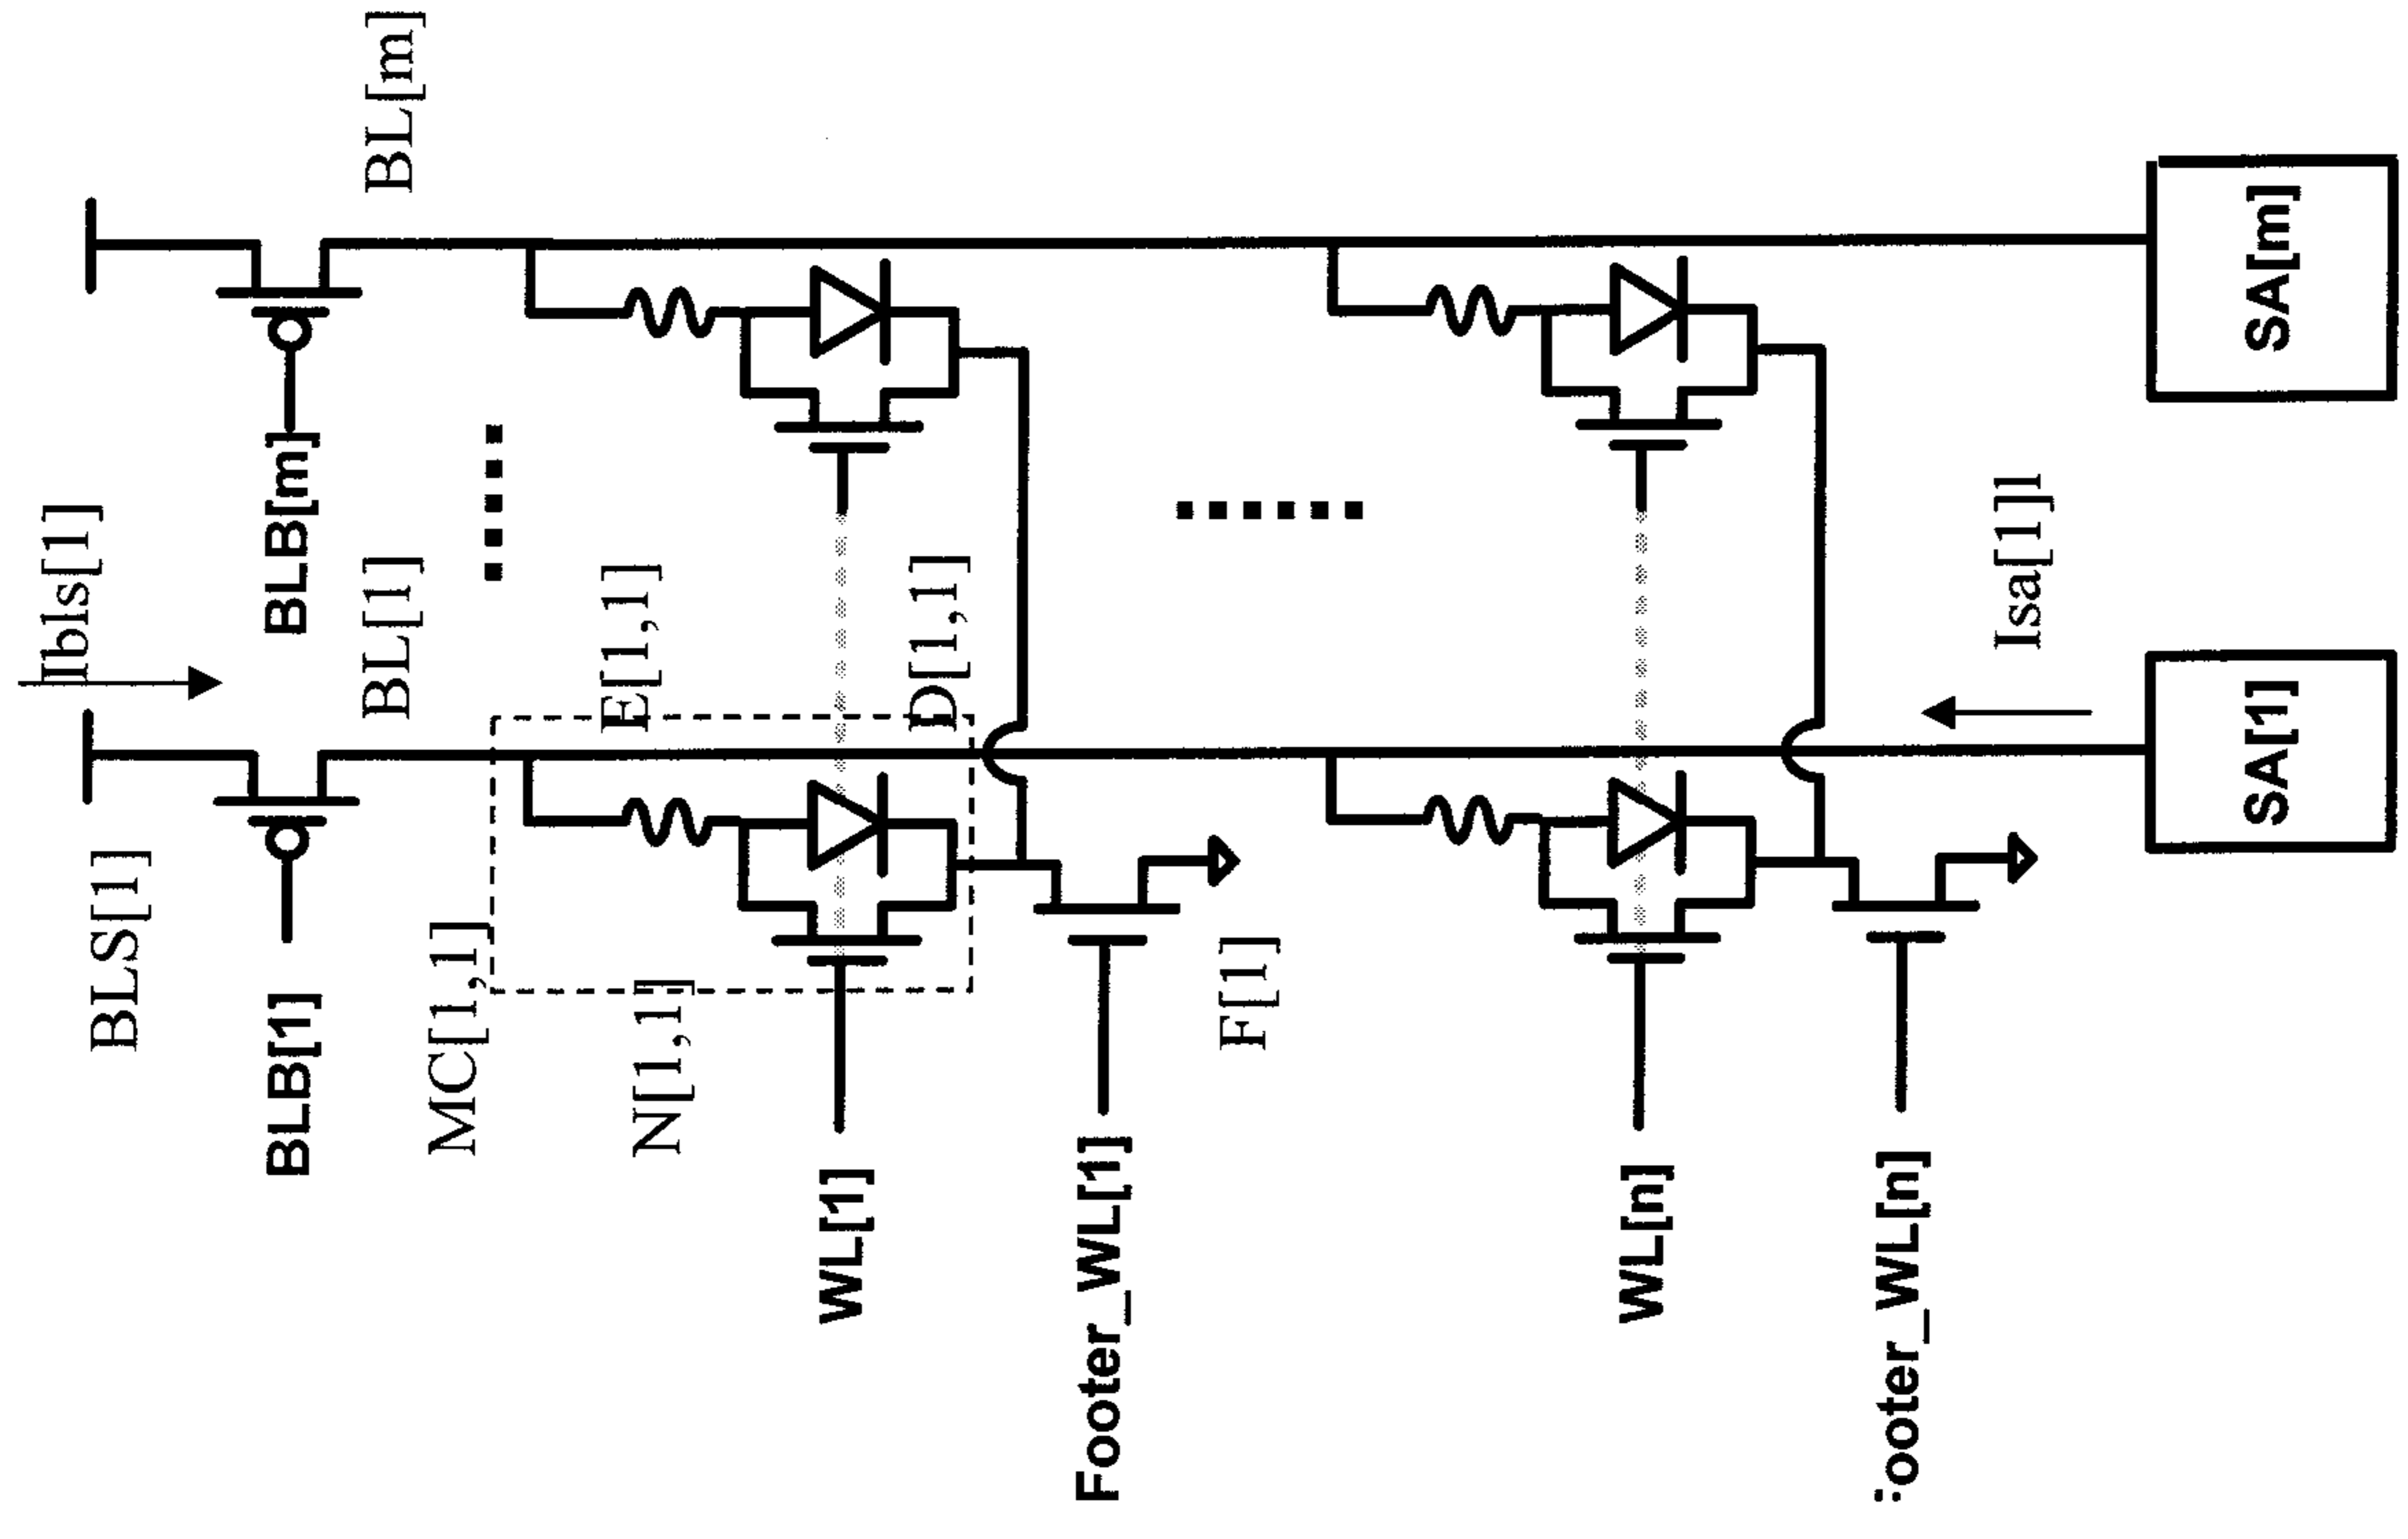 Ibls[1]
BLS[1]
BLB[m]
BL[m]
BLB[1]
BL[1]
MC[1,1]
E[1,1]
N[1,1]
D[1,1]
WL[1]
Footer_WL[1]
F[1]
WL[n]
ooter_WL[n]
Isa[1]l
SA[1]
SA[m]